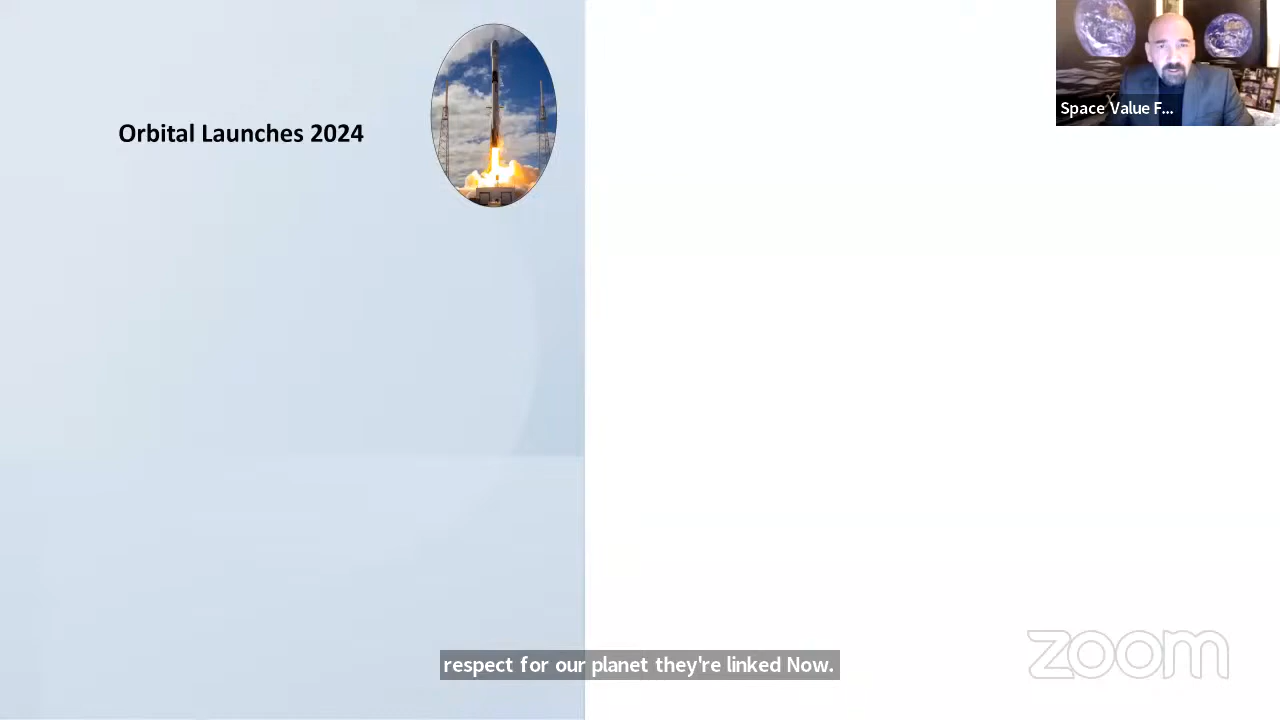 Orbital Launches 2024
Space Value F...
respect for our planet they're linked Now.
zoom